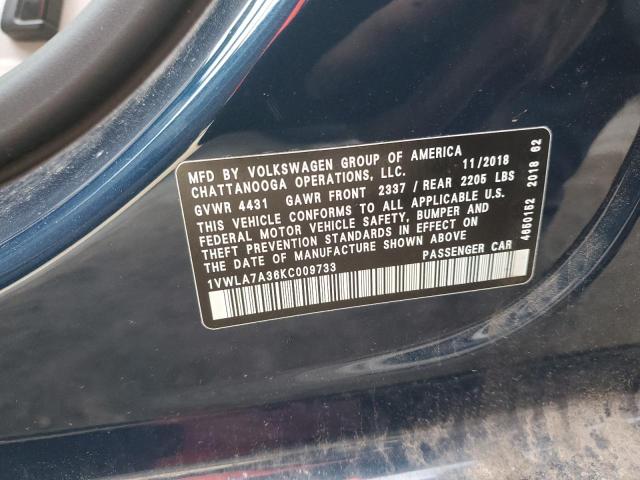 MFD BY VOLKSWAGEN GROUP OF AMERICA 11/2018
CHATTANOOGA OPERATIONS, LLC.
GVWR 4431 GAWR FRONT 2337 / REAR 2205 LBS
THIS VEHICLE CONFORMS TO ALL APPLICABLE U.S.
FEDERAL MOTOR VEHICLE SAFETY, BUMPER AND
THEFT PREVENTION STANDARDS IN EFFECT ON
THE DATE OF MANUFACTURE SHOWN ABOVE
1VWLA7A36KC009733 PASSENGER CAR
4650152 2018 62